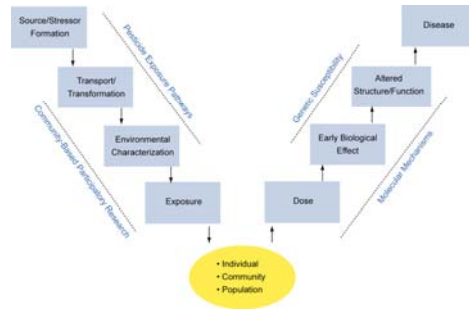 Source/Stressor
Formation
Transport/
Transformation
Environmental
Characterization
Exposure
Pesticide Exposure Pathways
Community-Based Participatory Research
• Individual
• Community
• Population
Dose
Early Biological
Effect
Altered
Structure/Function
Disease
Genetic Susceptibility
Molecular Mechanisms